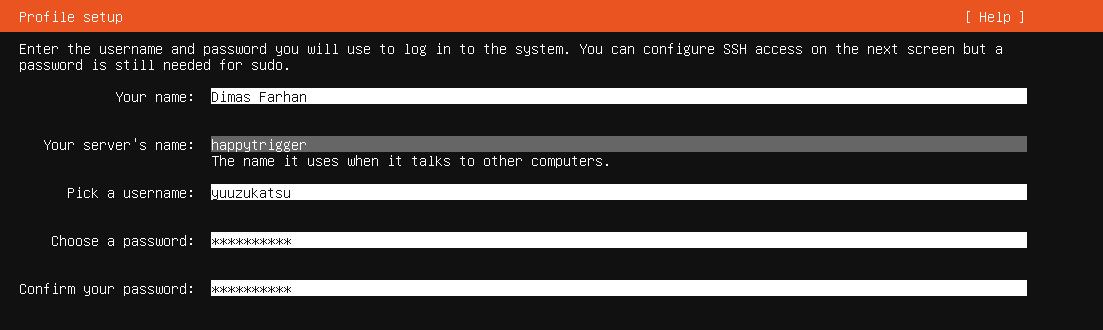 Profile setup [ Help ]
Enter the username and password you will use to log in to the system. You can configure SSH access on the next screen but a
password is still needed for sudo.
Your name: Dimas Farhan
Your server's name: happytrigger
The name it uses when it talks to other computers.
Pick a username: yuuzukatsu
Choose a password: **********
Confirm your password: **********